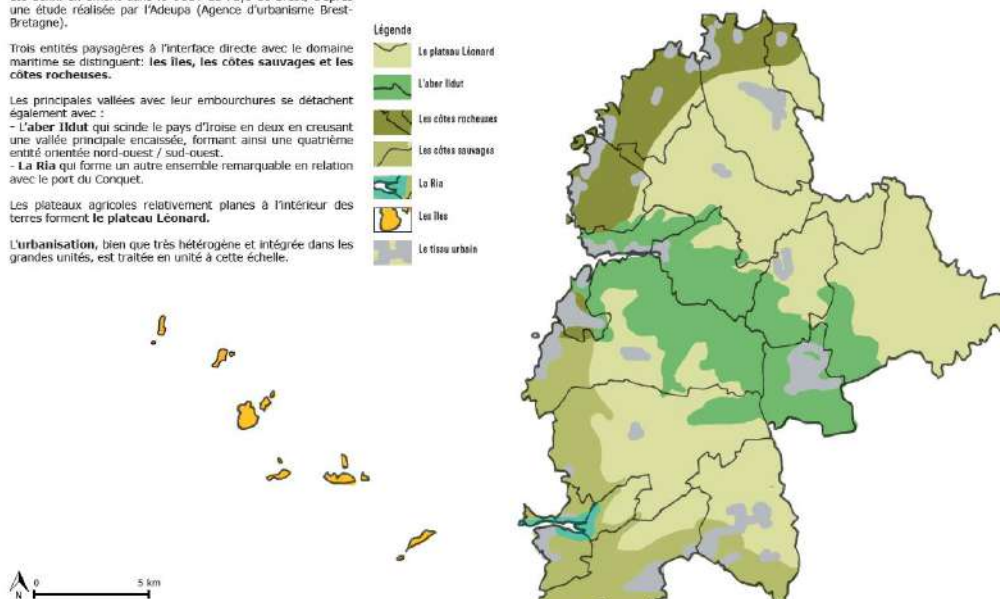 une étude réalisée par l'Adeupa (Agence d'urbanisme Brest-
Bretagne).
Trois entités paysagères à l'interface directe avec le domaine
maritime se distinguent: les îles, les côtes sauvages et les
côtes rocheuses.
Les principales vallées avec leur embourchures se détachent
également avec :
- L'aber Ildut qui scinde le pays d'Iroise en deux en creusant
une vallée principale encaissée, formant ainsi une quatrième
entité orientée nord-ouest / sud-ouest.
- La Ria qui forme un autre ensemble remarquable en relation
avec le port du Conquet.
Les plateaux agricoles relativement planes à l'intérieur des
terres forment le plateau Léonard.
L'urbanisation, bien que très hétérogène et intégrée dans les
grandes unités, est traitée en unité à cette échelle.
Légende
Le plateau Léonard
L'aber Ildut
Les côtes rocheuses
Les côtes sauvages
La Ria
Les îles
Le tissu urbain
N
0 5 km